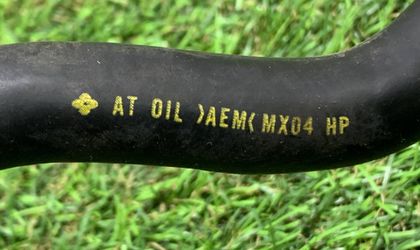 AT OIL >AEM< MX04 HP